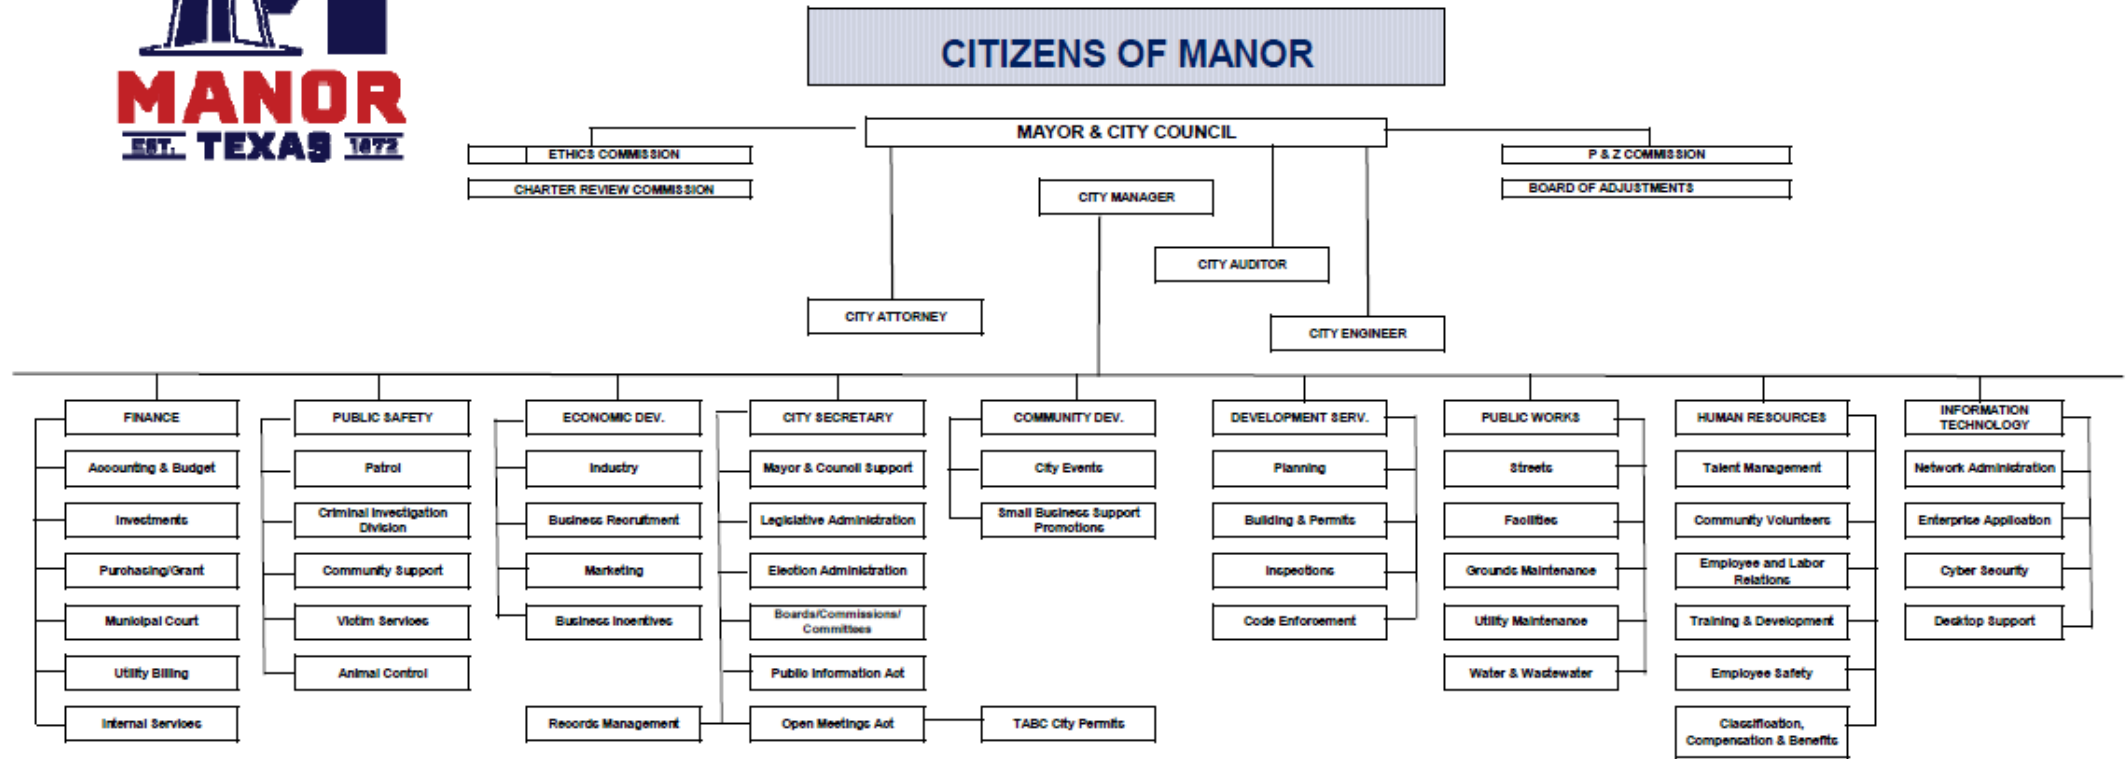 CITIZENS OF MANOR
MANOR
EST. TEXAS 1872
MAYOR & CITY COUNCIL
ETHICS COMMISSION
P & Z COMMISSION
CHARTER REVIEW COMMISSION
CITY MANAGER
BOARD OF ADJUSTMENTS
CITY AUDITOR
CITY ATTORNEY
CITY ENGINEER
FINANCE
Accounting & Budget
Investments
Purchasing/Grant
Municipal Court
Utility Billing
Internal Services
PUBLIC SAFETY
Patrol
Criminal Investigation
Division
Community Support
Victim Services
Animal Control
ECONOMIC DEV.
Industry
Business Recruitment
Marketing
Business Incentives
Records Management
CITY SECRETARY
Mayor & Council Support
Legislative Administration
Election Administration
Boards/Commissions/
Committees
Public Information Act
Open Meetings Act
TABC City Permits
COMMUNITY DEV.
City Events
Small Business Support
Promotions
DEVELOPMENT SERV.
Planning
Building & Permits
Inspections
Code Enforcement
PUBLIC WORKS
Streets
Facilities
Grounds Maintenance
Utility Maintenance
Water & Wastewater
HUMAN RESOURCES
Talent Management
Community Volunteers
Employee and Labor
Relations
Training & Development
Employee Safety
Classification,
Compensation & Benefits
INFORMATION
TECHNOLOGY
Network Administration
Enterprise Application
Cyber Security
Desktop Support